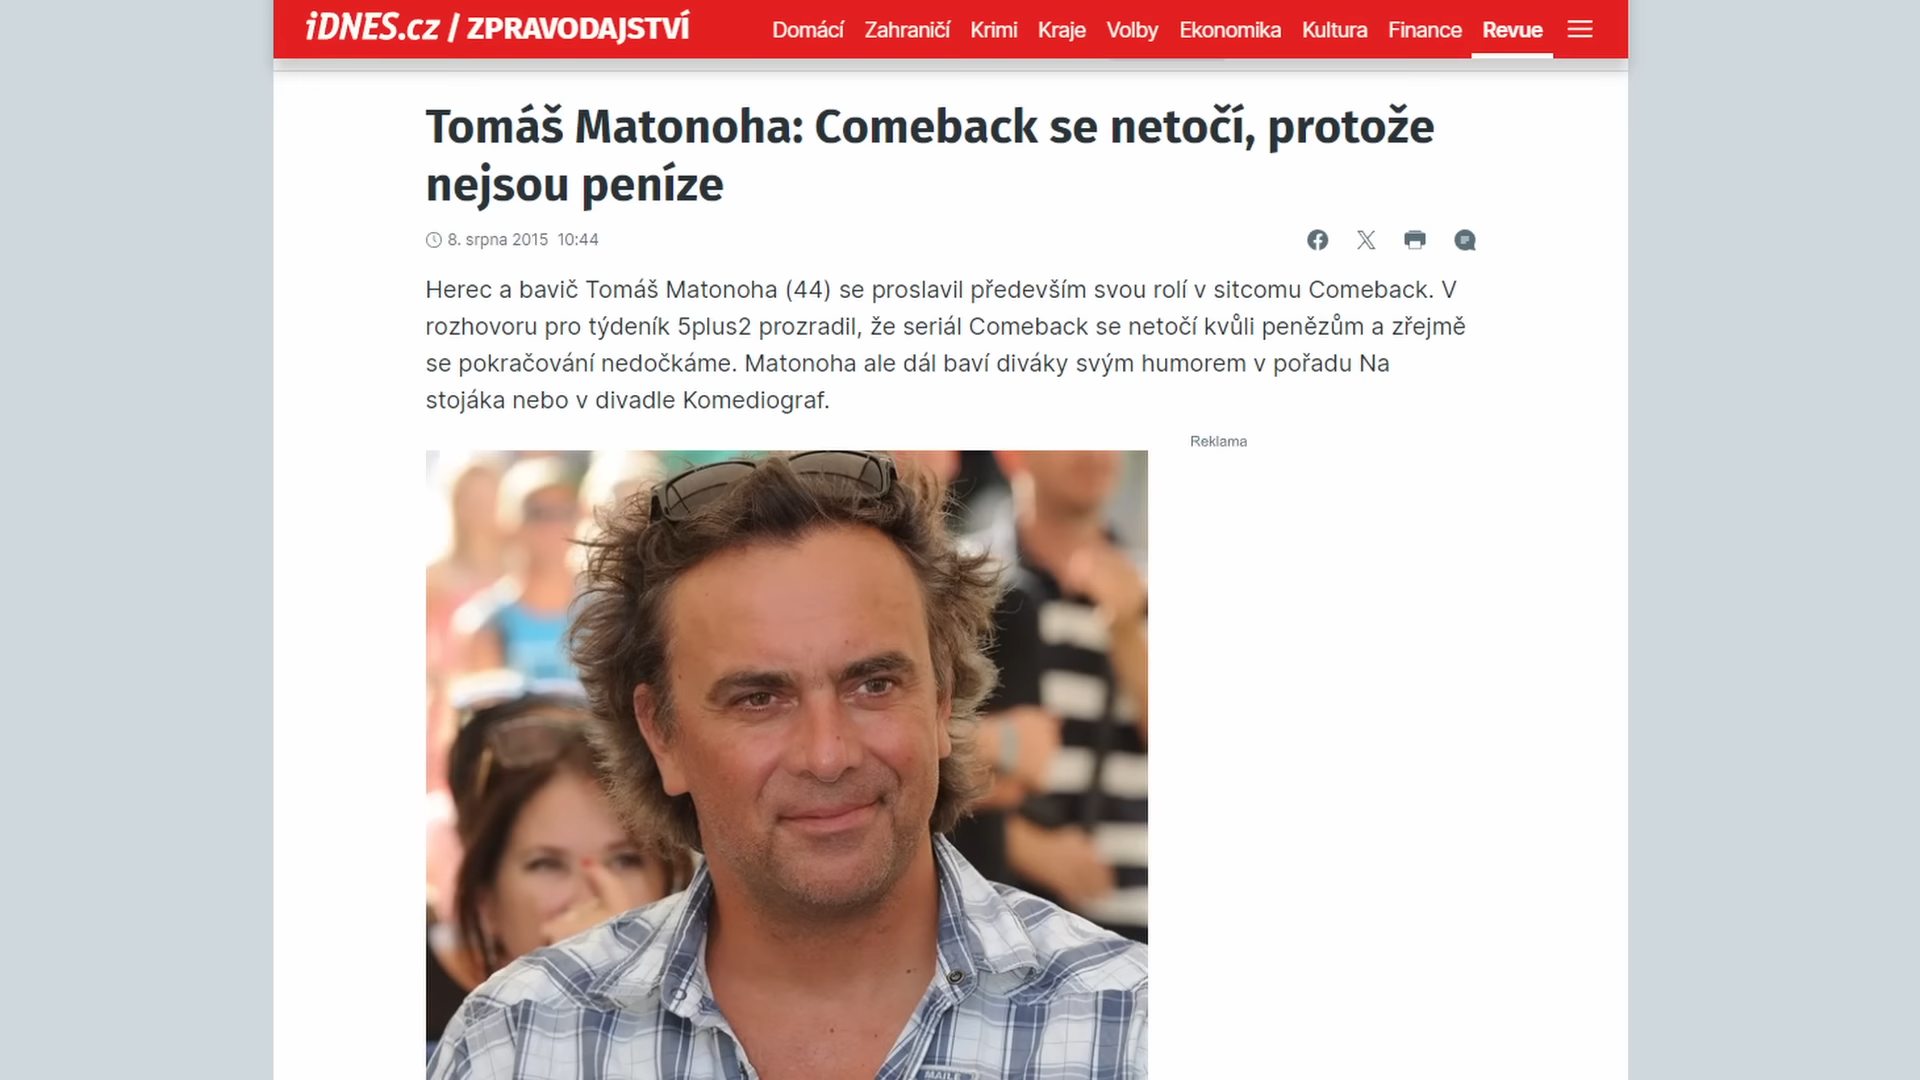 iDNES.cz / ZPRAVODAJSTVÍ
Domácí Zahraničí Krimi Kraje Volby Ekonomika Kultura Finance Revue
Tomáš Matonoha: Comeback se netočí, protože
nejsou peníze
8. srpna 2015 10:44
Herec a bavič Tomáš Matonoha (44) se proslavil především svou rolí v sitcomu Comeback. V
rozhovoru pro týdeník 5plus2 prozradil, že seriál Comeback se netočí kvůli penězům a zřejmě
se pokračování nedočkáme. Matonoha ale dál baví diváky svým humorem v pořadu Na
stojáka nebo v divadle Komediograf.
Reklama
MAILE